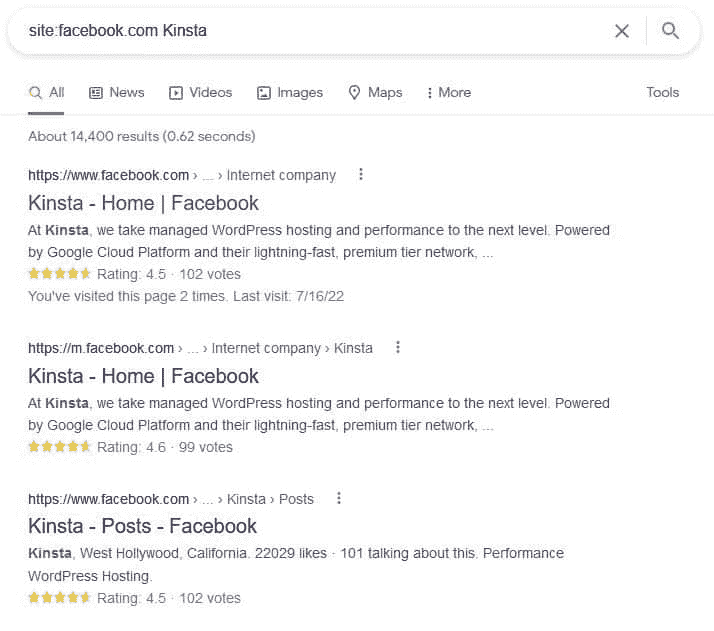 site:facebook.com Kinsta
All News Videos Images Maps More Tools
About 14,400 results (0.62 seconds)
https://www.facebook.com › ... › Internet company
Kinsta - Home | Facebook
At Kinsta, we take managed WordPress hosting and performance to the next level. Powered
by Google Cloud Platform and their lightning-fast, premium tier network, ...
Rating: 4.5 · 102 votes
You've visited this page 2 times. Last visit: 7/16/22
https://m.facebook.com › ... › Internet company › Kinsta
Kinsta - Home | Facebook
At Kinsta, we take managed WordPress hosting and performance to the next level. Powered
by Google Cloud Platform and their lightning-fast, premium tier network, ...
Rating: 4.6 · 99 votes
https://www.facebook.com › ... › Kinsta › Posts
Kinsta - Posts - Facebook
Kinsta, West Hollywood, California. 22029 likes · 101 talking about this. Performance
WordPress Hosting.
Rating: 4.5 · 102 votes